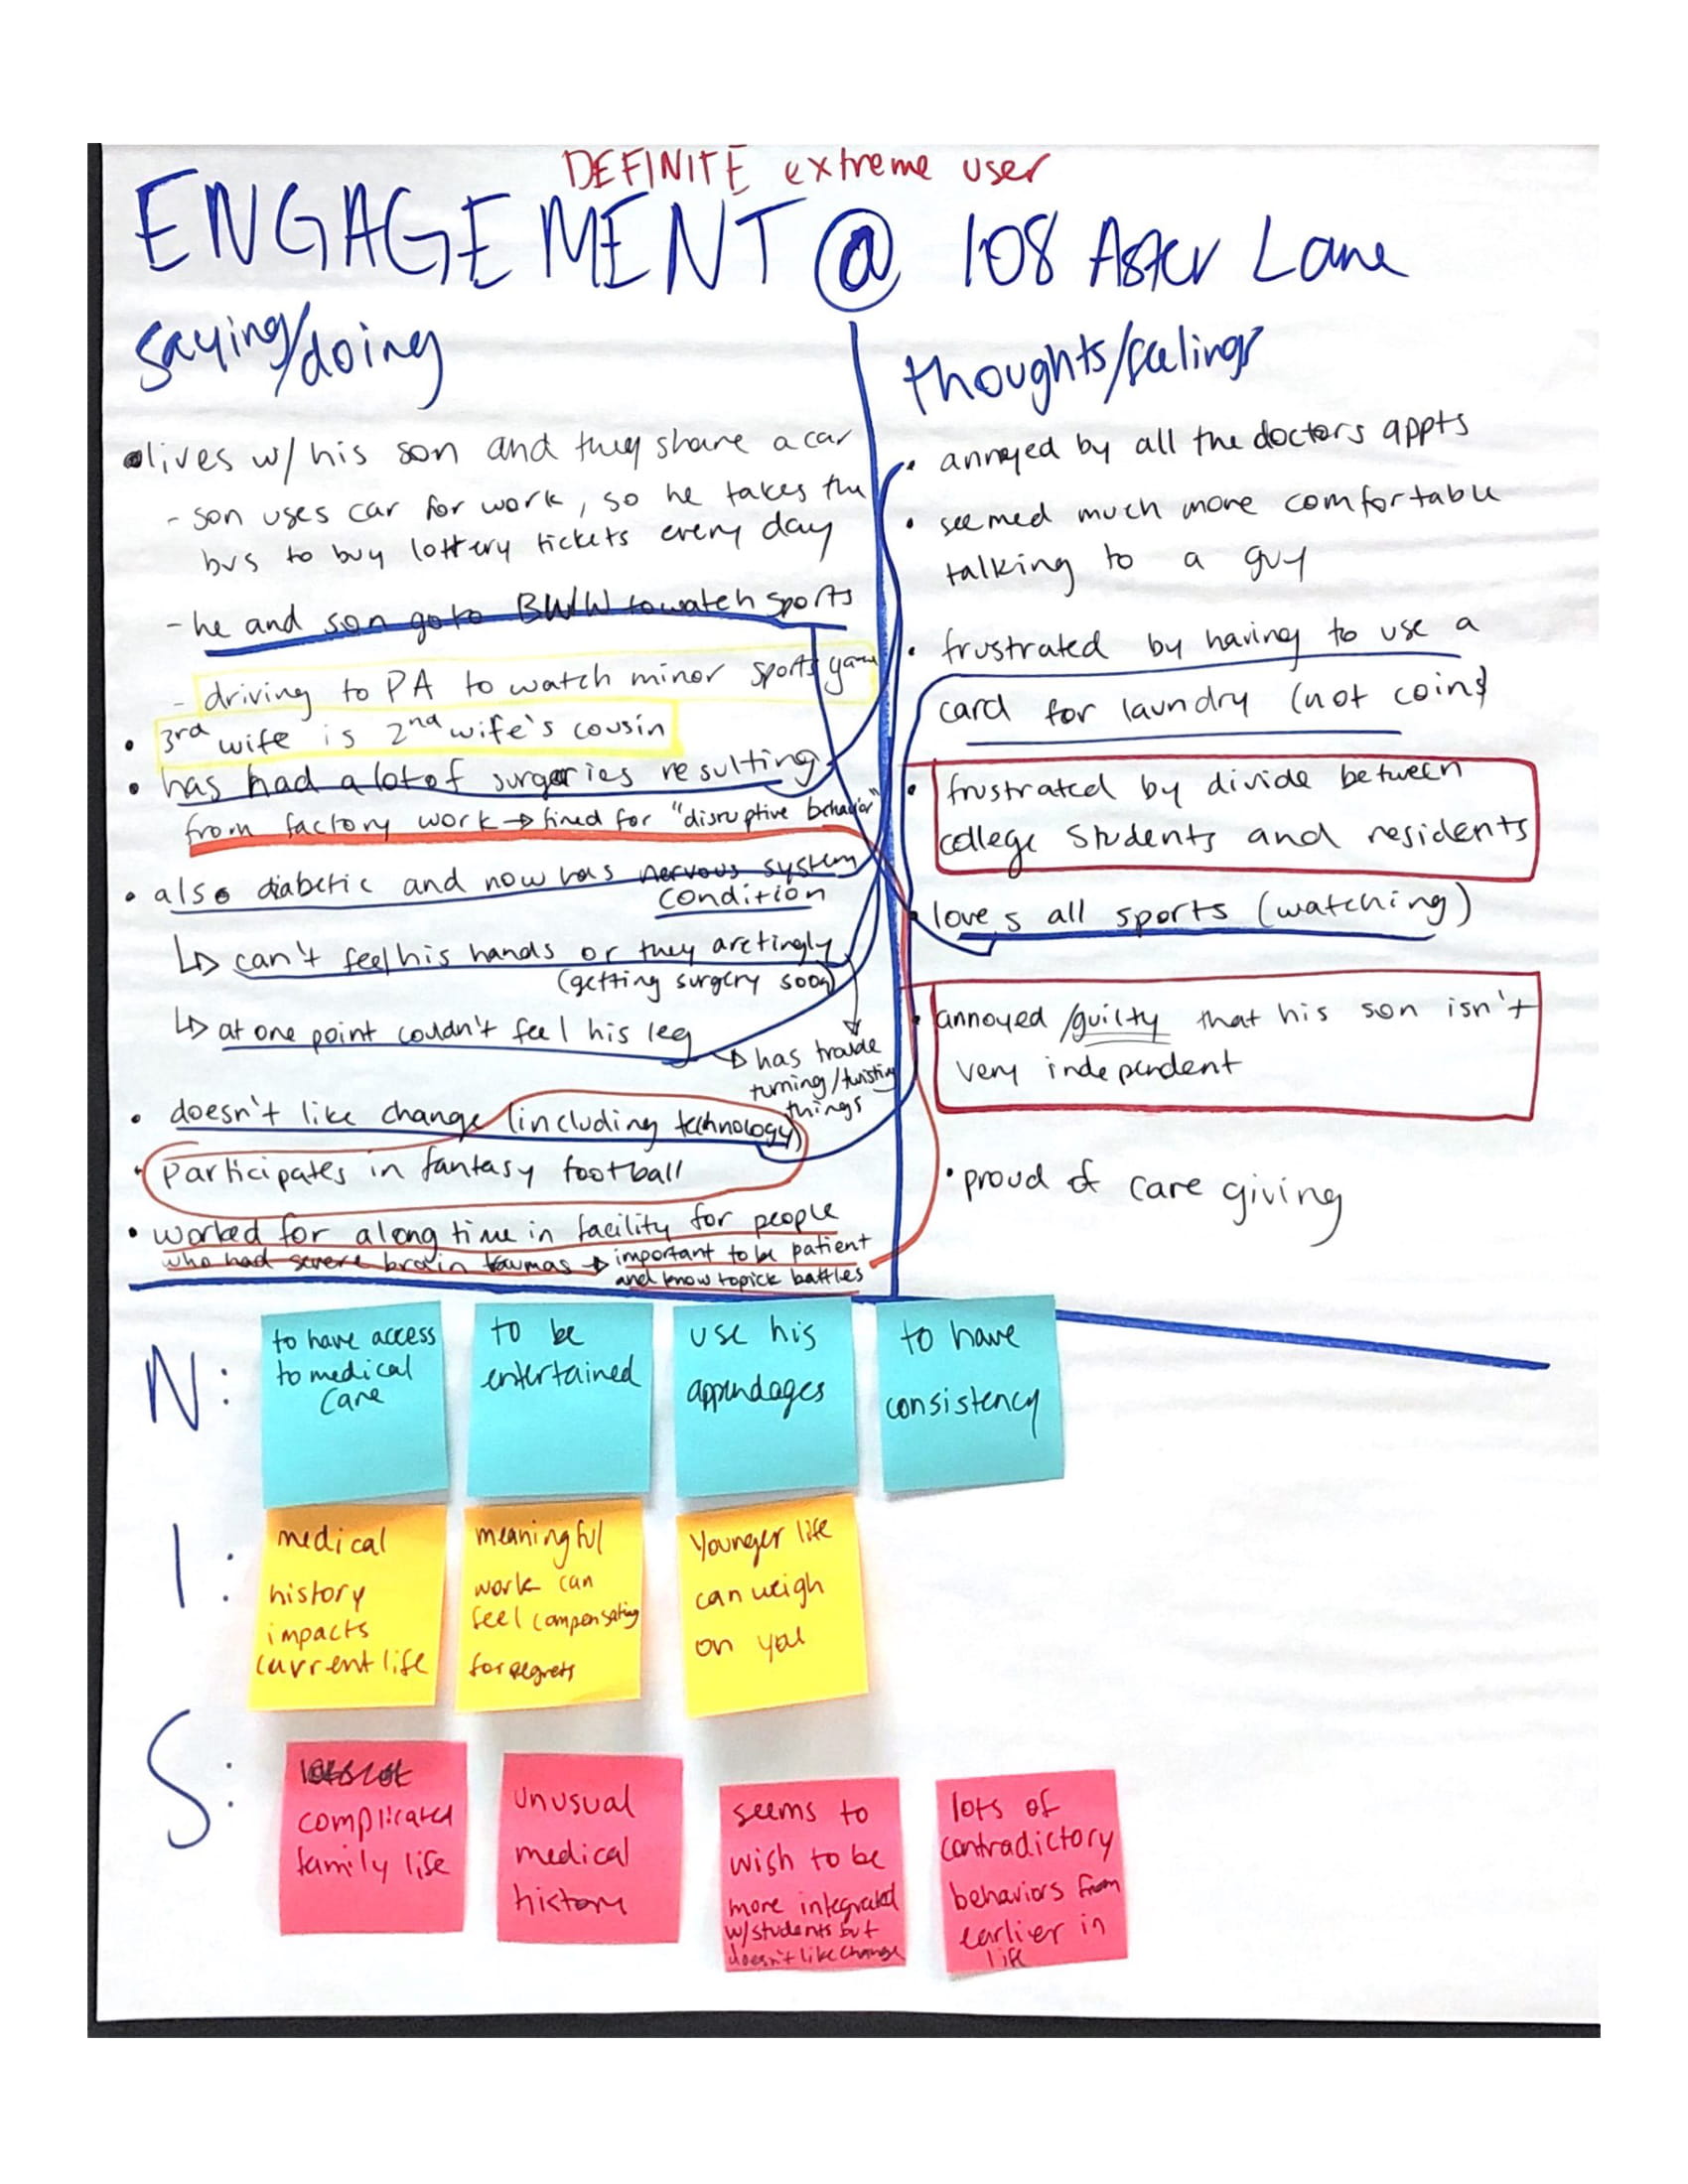 DEFINITE extreme user
ENGAGEMENT @ 108 Aster Lane
saying/doing
• lives w/ his son and they share a car
- son uses car for work, so he takes the
bus to buy lottery tickets every day
- he and son go to BWW to watch sports
- driving to PA to watch minor sports game
• 3rd wife is 2nd wife's cousin
• has had a lot of surgeries resulting
from factory work → fired for "disruptive behavior"
• also diabetic and now has nervous system
condition
↳ can't feel his hands or they are tingly
(getting surgery soon)
↳ at one point couldn't feel his leg
→ has trouble
turning/twisting
things
• doesn't like change (including technology)
• Participates in fantasy football
• worked for a long time in facility for people
who had severe brain traumas → important to be patient
and know to pick battles
thoughts/feelings
• annoyed by all the doctors appts
• seemed much more comfortable
talking to a guy
• frustrated by having to use a
card for laundry (not coins)
• frustrated by divide between
college students and residents
• loves all sports (watching)
• annoyed/guilty that his son isn't
very independent
• proud of care giving
N:
to have access
to medical
care
to be
entertained
use his
appendages
to have
consistency
I:
medical
history
impacts
current life
meaningful
work can
feel compensating
for regrets
Younger life
can weigh
on you
S:
complicated
family life
unusual
medical
history
seems to
wish to be
more integrated
w/students but
doesn't like change
lots of
contradictory
behaviors from
earlier in
life